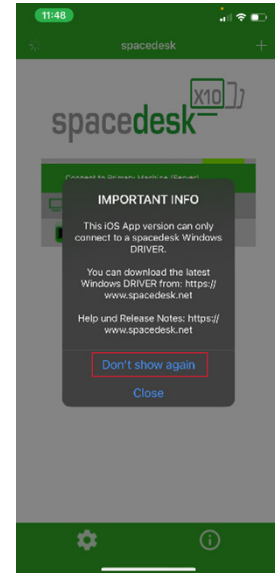 11:48
spacedesk
+
X10
spacedesk
Connect to Primary Machine (Server)
IMPORTANT INFO
This iOS App version can only
connect to a spacedesk Windows
DRIVER.
You can download the latest
Windows DRIVER from: https://
www.spacedesk.net
Help und Release Notes: https://
www.spacedesk.net
Don't show again
Close